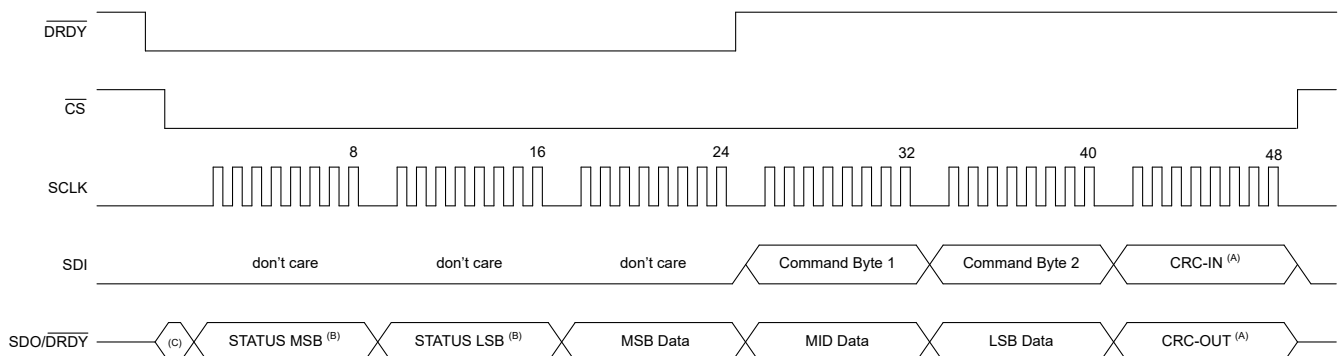 DRDY
CS
8 16 24 32 40 48
SCLK
SDI don't care don't care don't care Command Byte 1 Command Byte 2 CRC-IN (A)
SDO/DRDY (C) STATUS MSB (B) STATUS LSB (B) MSB Data MID Data LSB Data CRC-OUT (A)